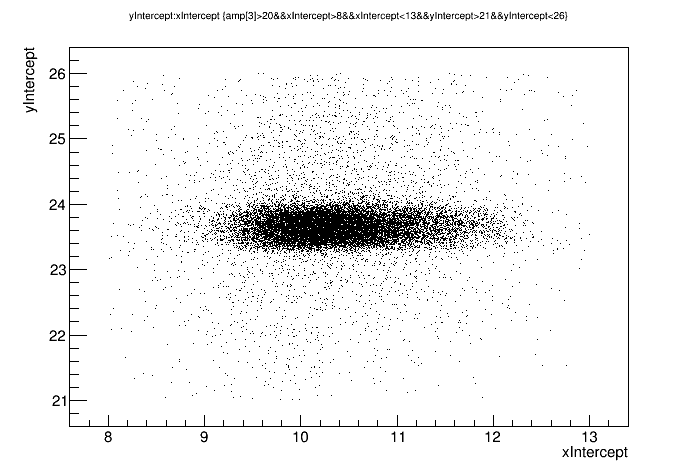 yIntercept:xIntercept {amp[3]>20&&xIntercept>8&&xIntercept<13&&yIntercept>21&&yIntercept<26}
yIntercept
26
25
24
23
22
21
8 9 10 11 12 13
xIntercept